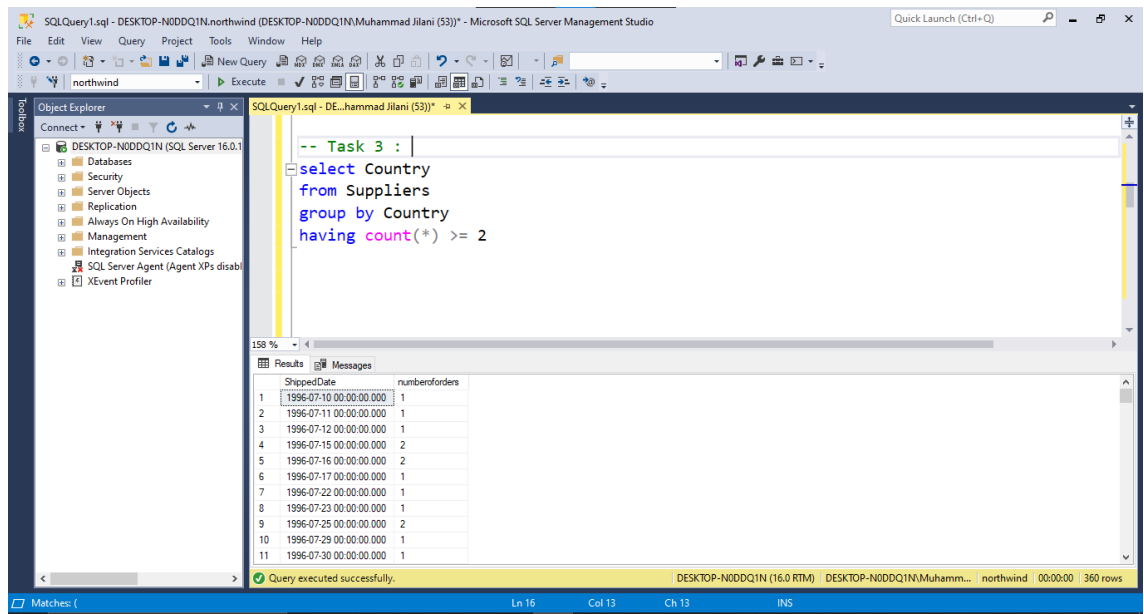 SQLQuery1.sql - DESKTOP-N0DDQ1N.northwind (DESKTOP-N0DDQ1N\Muhammad Jilani (53))* - Microsoft SQL Server Management Studio
Quick Launch (Ctrl+Q)
File Edit View Query Project Tools Window Help
New Query
northwind Execute
Toolbox
Object Explorer
SQLQuery1.sql - DE...hammad Jilani (53))*
Connect
DESKTOP-N0DDQ1N (SQL Server 16.0.1
Databases
Security
Server Objects
Replication
Always On High Availability
Management
Integration Services Catalogs
SQL Server Agent (Agent XPs disabl
XEvent Profiler
-- Task 3 :
select Country
from Suppliers
group by Country
having count(*) >= 2
158 %
Results Messages
ShippedDate numberoforders
1 1996-07-10 00:00:00.000 1
2 1996-07-11 00:00:00.000 1
3 1996-07-12 00:00:00.000 1
4 1996-07-15 00:00:00.000 2
5 1996-07-16 00:00:00.000 2
6 1996-07-17 00:00:00.000 1
7 1996-07-22 00:00:00.000 1
8 1996-07-23 00:00:00.000 1
9 1996-07-25 00:00:00.000 2
10 1996-07-29 00:00:00.000 1
11 1996-07-30 00:00:00.000 1
Query executed successfully.
DESKTOP-N0DDQ1N (16.0 RTM) DESKTOP-N0DDQ1N\Muhamm... northwind 00:00:00 360 rows
Matches: ( Ln 16 Col 13 Ch 13 INS